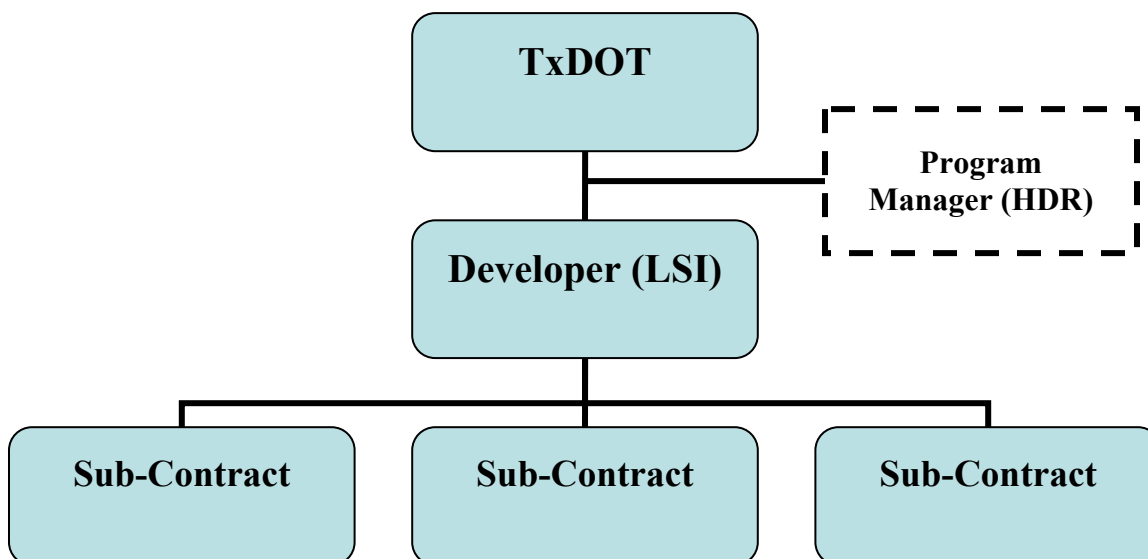 TxDOT
Program
Manager (HDR)
Developer (LSI)
Sub-Contract
Sub-Contract
Sub-Contract